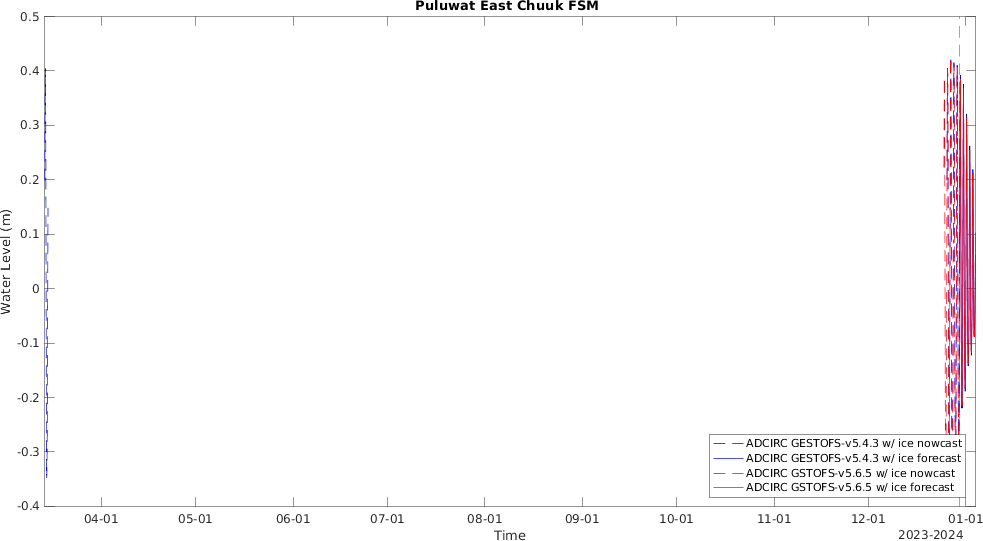 Puluwat East Chuuk FSM
0.5
0.4
0.3
0.2
0.1
0
-0.1
-0.2
-0.3
-0.4
Water Level (m)
ADCIRC GESTOFS-v5.4.3 w/ ice nowcast
ADCIRC GESTOFS-v5.4.3 w/ ice forecast
ADCIRC GSTOFS-v5.6.5 w/ ice nowcast
ADCIRC GSTOFS-v5.6.5 w/ ice forecast
04-01 05-01 06-01 07-01 08-01 09-01 10-01 11-01 12-01 01-01
Time
2023-2024